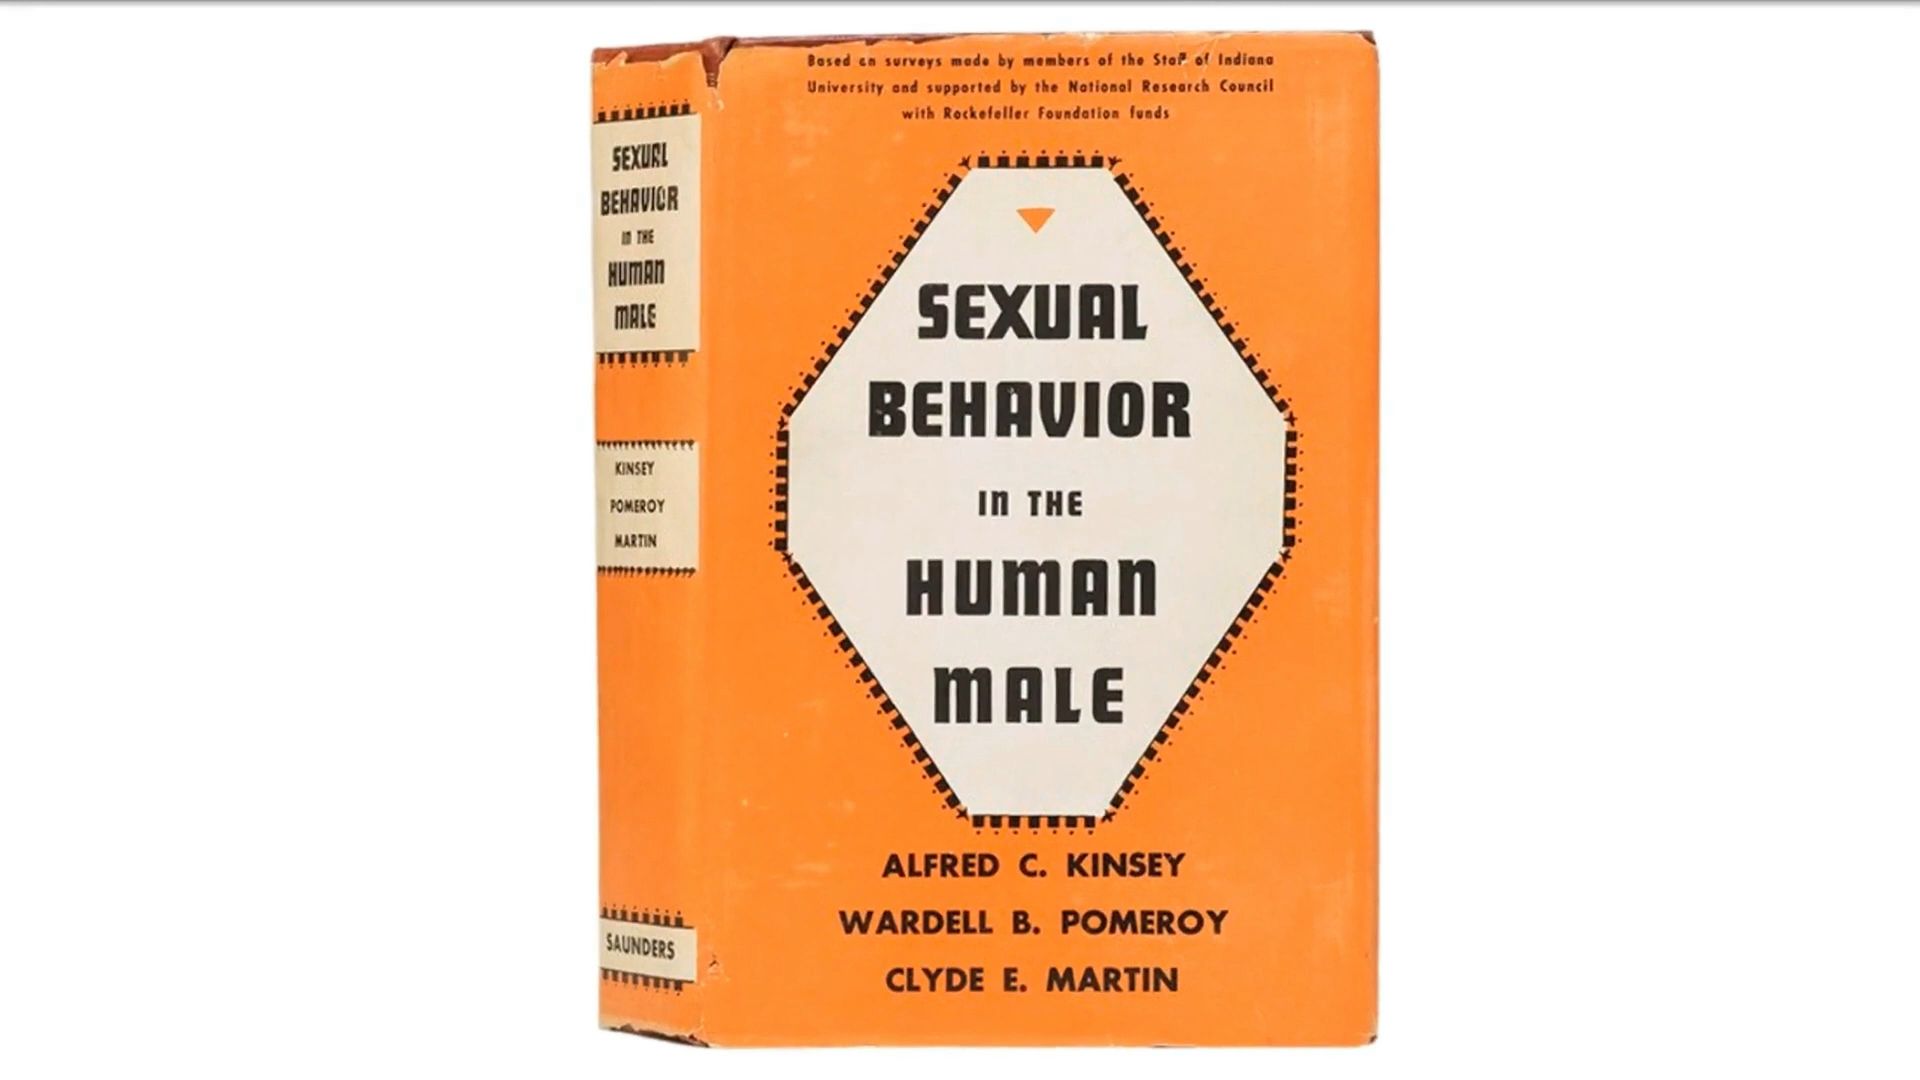 SEXUAL
BEHAVIOR
IN THE
HUMAN
MALE
KINSEY
POMEROY
MARTIN
SAUNDERS
Based on surveys made by members of the Staff of Indiana
University and supported by the National Research Council
with Rockefeller Foundation funds
SEXUAL
BEHAVIOR
IN THE
HUMAN
MALE
ALFRED C. KINSEY
WARDELL B. POMEROY
CLYDE E. MARTIN